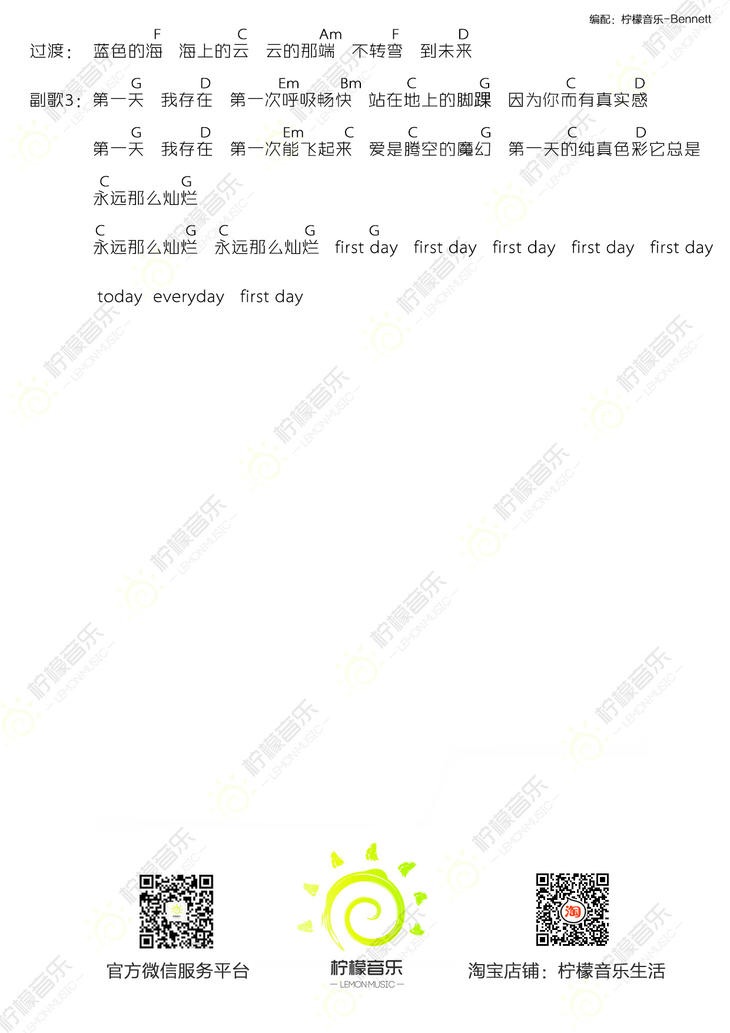 编配：柠檬音乐-Bennett
F C Am F D
过渡： 蓝色的海 海上的云 云的那端 不转弯 到未来
G D Em Bm C G C D
副歌3：第一天 我存在 第一次呼吸畅快 站在地上的脚踝 因为你而有真实感
G D Em C C G C D
第一天 我存在 第一次能飞起来 爱是腾空的魔幻 第一天的纯真色彩它总是
C G
永远那么灿烂
C G C G G
永远那么灿烂 永远那么灿烂 first day first day first day first day first day
today everyday first day
柠檬音乐
LEMON MUSIC
官方微信服务平台
柠檬音乐
— LEMON MUSIC —
淘
淘宝店铺：柠檬音乐生活